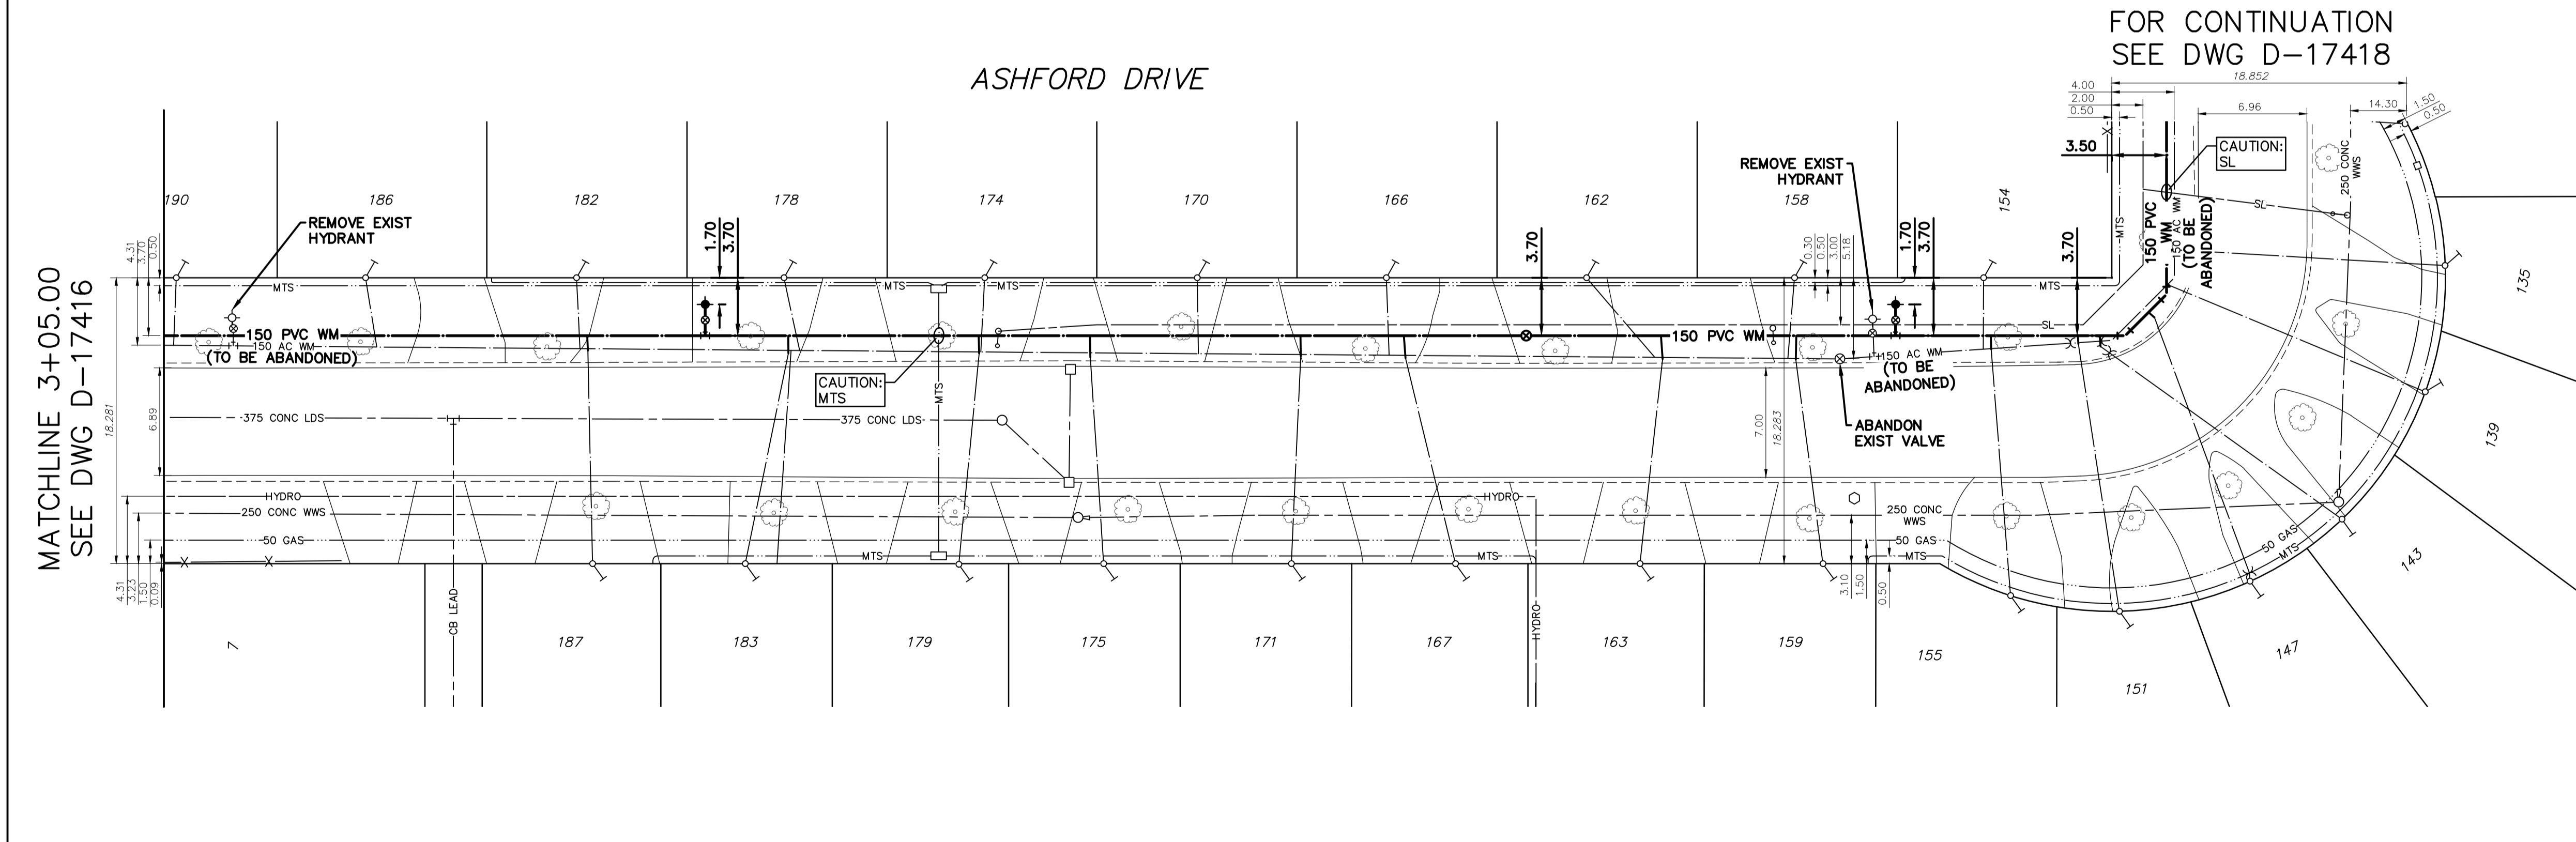 FOR CONTINUATION
SEE DWG D-17418
ASHFORD DRIVE
18.852
4.00
2.00
0.50
6.96
14.30
1.50
0.50
3.50
CAUTION:
SL
250 CONC
WWS
MATCHLINE 3+05.00
SEE DWG D-17416
190
186
182
178
174
170
166
162
158
154
REMOVE EXIST
HYDRANT
REMOVE EXIST
HYDRANT
4.31
3.70
0.50
1.70
3.70
3.70
0.30
0.50
3.00
5.18
1.70
3.70
3.70
MTS
150 PVC
WM
150 AC WM
(TO BE
ABANDONED)
SL
135
MTS
MTS
MTS
MTS
150 PVC WM
150 AC WM
(TO BE ABANDONED)
150 PVC WM
SL
150 AC WM
(TO BE
ABANDONED)
CAUTION:
MTS
MTS
ABANDON
EXIST VALVE
18.281
6.89
375 CONC LDS
375 CONC LDS
7.00
18.283
139
HYDRO
250 CONC WWS
50 GAS
HYDRO
250 CONC
WWS
50 GAS
MTS
MTS
MTS
50 GAS
MTS
143
4.31
3.23
1.50
0.09
3.10
1.50
0.50
CB LEAD
HYDRO
7
187
183
179
175
171
167
163
159
155
151
147